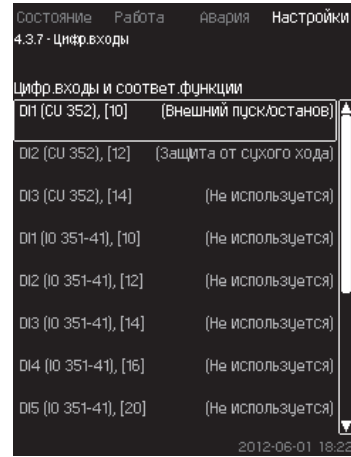 Состояние Работа Авария Настройки
4.3.7 - Цифр.входы
Цифр.входы и соответ.функции
DI1 (CU 352), [10] (Внешний пуск/останов)
DI2 (CU 352), [12] (Защита от сухого хода)
DI3 (CU 352), [14] (Не используется)
DI1 (IO 351-41), [10] (Не используется)
DI2 (IO 351-41), [12] (Не используется)
DI3 (IO 351-41), [14] (Не используется)
DI4 (IO 351-41), [16] (Не используется)
DI5 (IO 351-41), [20] (Не используется)
2012-06-01 18:22